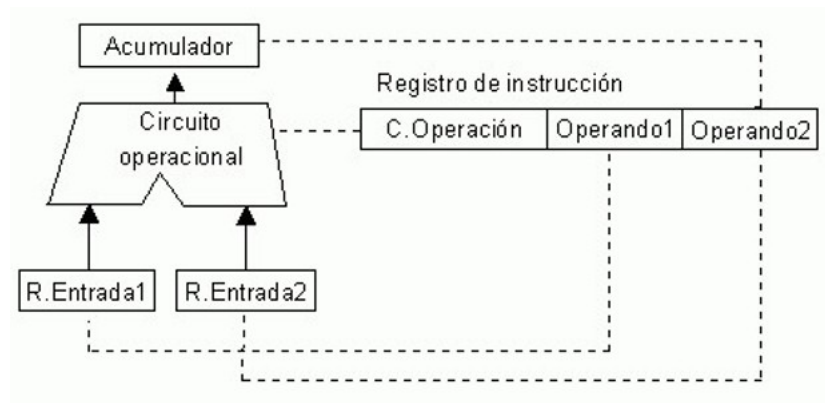 Acumulador
Registro de instrucción
Circuito
operacional
C.Operación
Operando1
Operando2
R.Entrada1
R.Entrada2